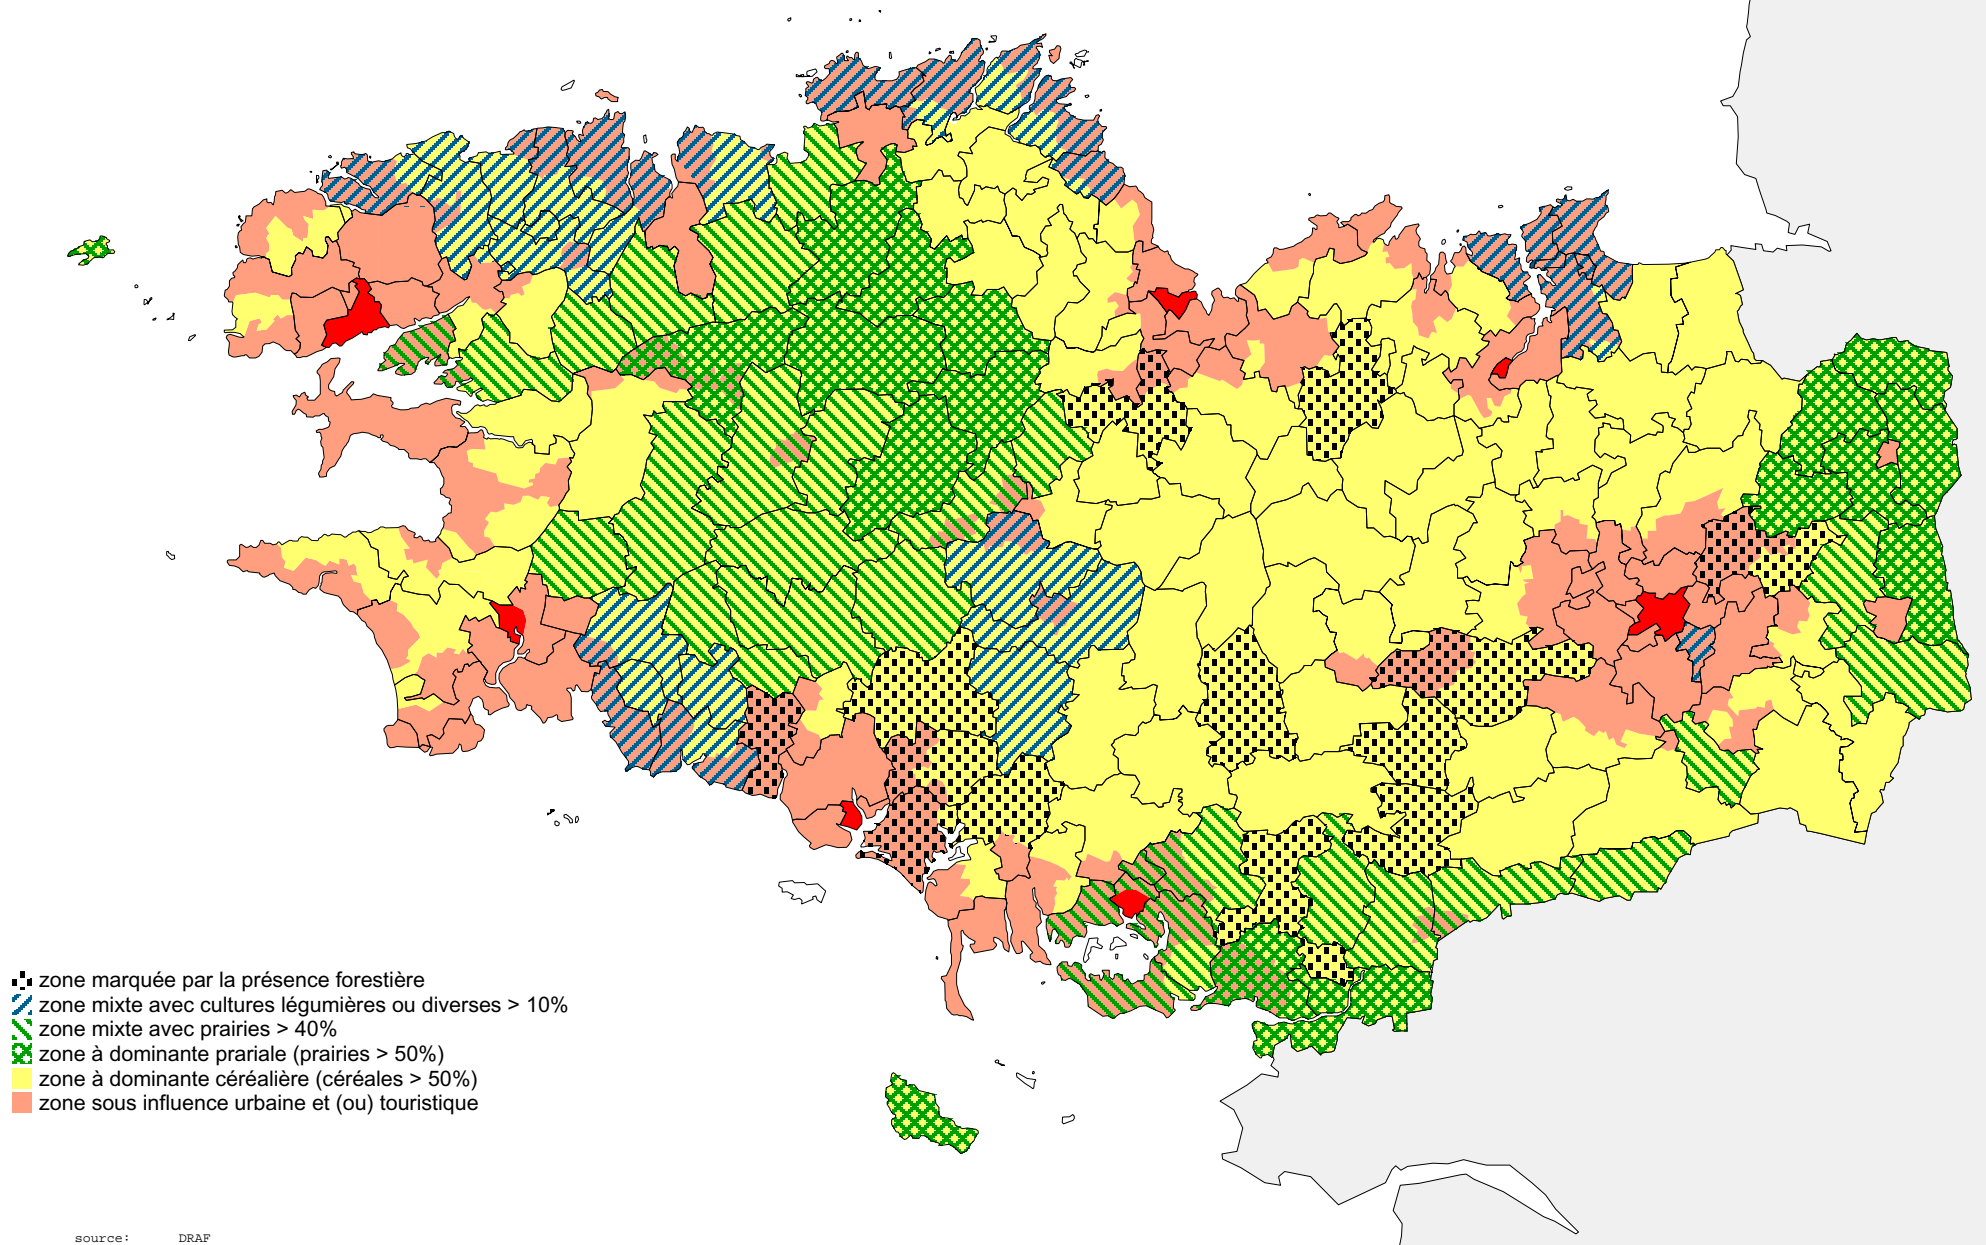 zone marquée par la présence forestière
zone mixte avec cultures légumières ou diverses > 10%
zone mixte avec prairies > 40%
zone à dominante prariale (prairies > 50%)
zone à dominante céréalière (céréales > 50%)
zone sous influence urbaine et (ou) touristique
source: DRAF